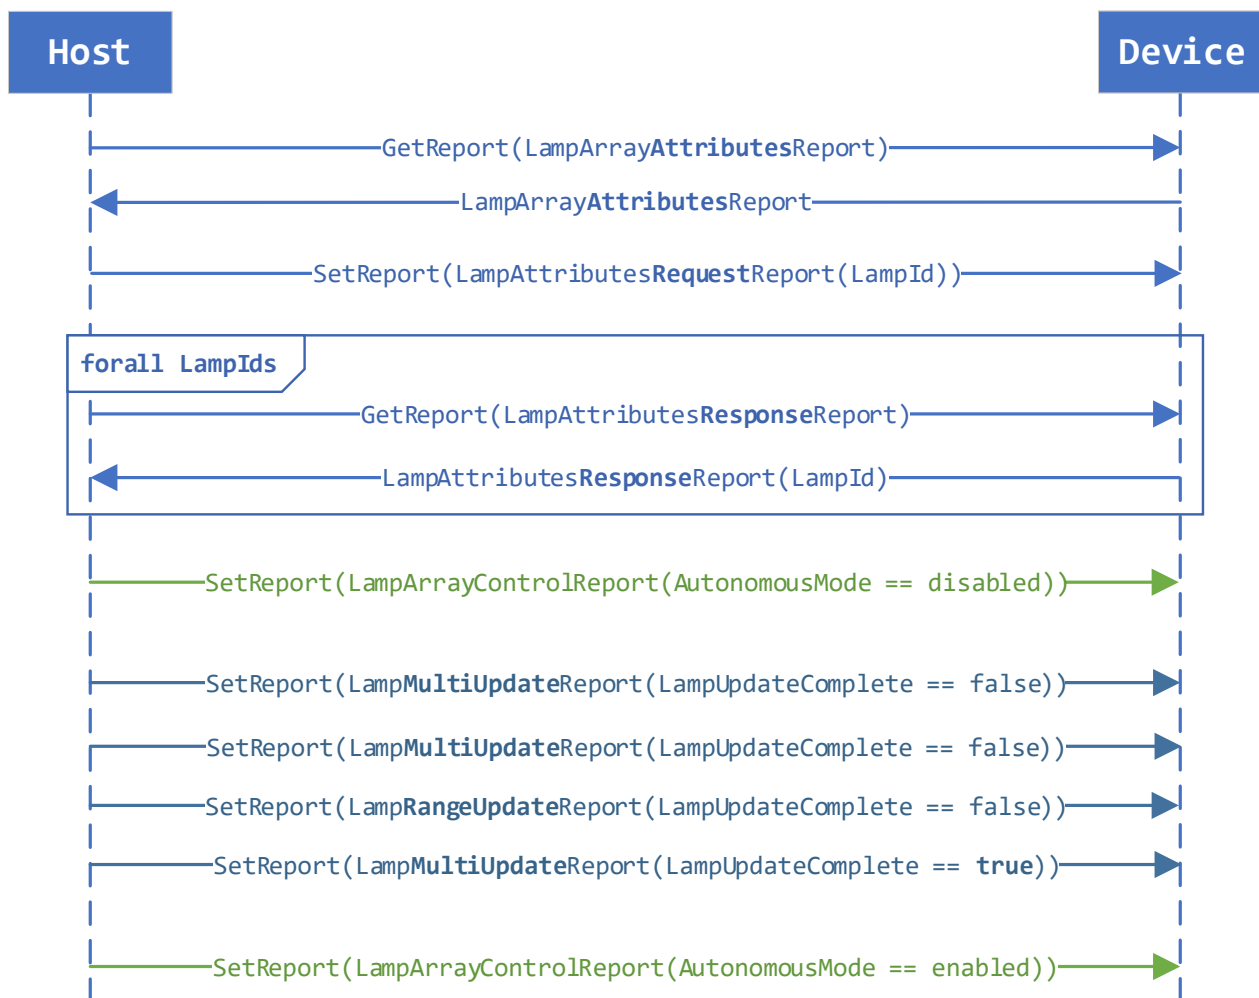 Host
Device
GetReport(LampArrayAttributesReport)
LampArrayAttributesReport
SetReport(LampAttributesRequestReport(LampId))
forall LampIds
GetReport(LampAttributesResponseReport)
LampAttributesResponseReport(LampId)
SetReport(LampArrayControlReport(AutonomousMode == disabled))
SetReport(LampMultiUpdateReport(LampUpdateComplete == false))
SetReport(LampMultiUpdateReport(LampUpdateComplete == false))
SetReport(LampRangeUpdateReport(LampUpdateComplete == false))
SetReport(LampMultiUpdateReport(LampUpdateComplete == true))
SetReport(LampArrayControlReport(AutonomousMode == enabled))